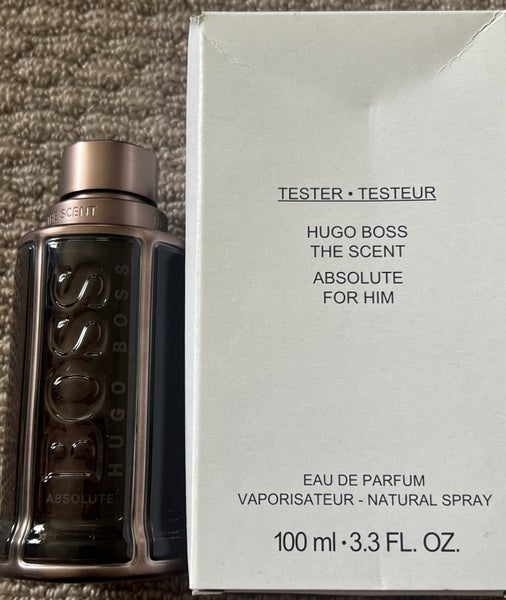 THE SCENT
BOSS
HUGO BOSS
ABSOLUTE
TESTER • TESTEUR
HUGO BOSS
THE SCENT
ABSOLUTE
FOR HIM
EAU DE PARFUM
VAPORISATEUR - NATURAL SPRAY
100 ml • 3.3 FL. OZ.